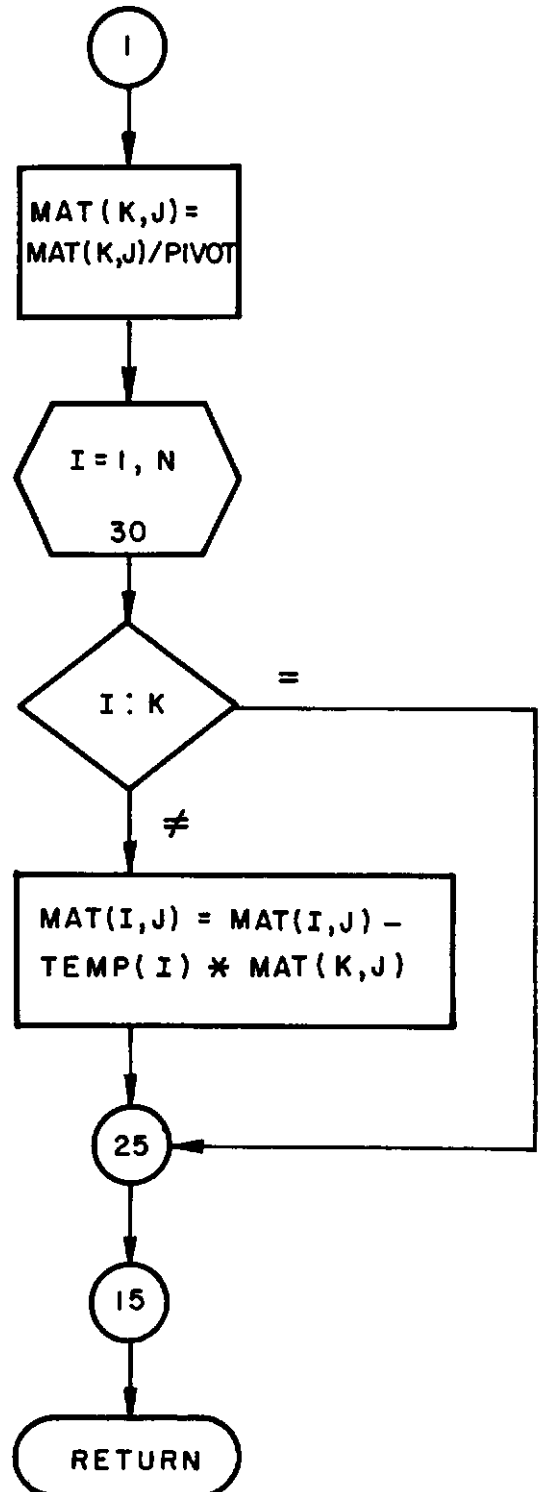 1
MAT(K,J)=
MAT(K,J)/PIVOT
I=1, N
30
I : K
=
≠
MAT(I,J) = MAT(I,J) –
TEMP(I) * MAT(K,J)
25
15
RETURN